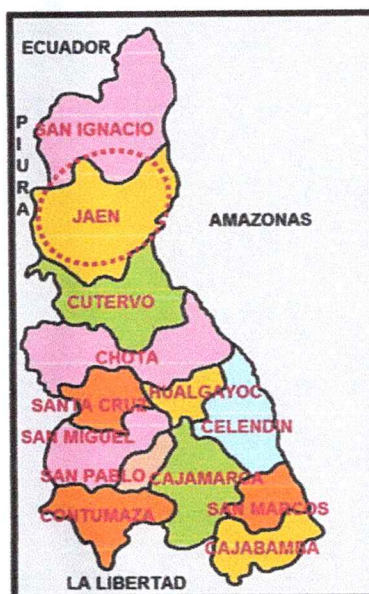 ECUADOR
PIURA
SAN IGNACIO
JAEN
AMAZONAS
CUTERVO
CHOTA
HUALGAYOC
SANTA CRUZ
CELENDIN
SAN MIGUEL
SAN PABLO
CAJAMARCA
CONTUMAZA
SAN MARCOS
CAJABAMBA
LA LIBERTAD